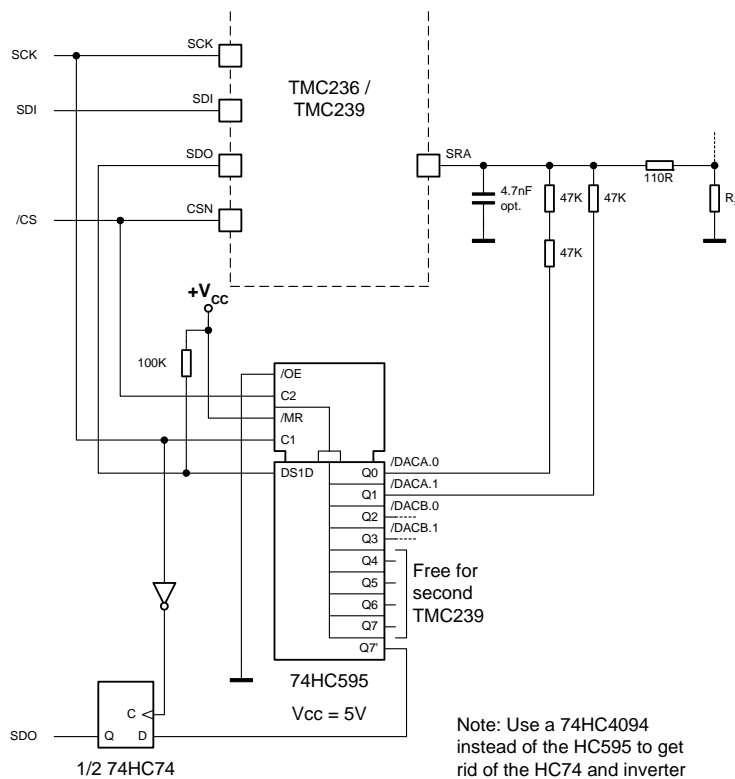 SCK
SCK
TMC236 /
TMC239
SDI
SDI
SDO
SRA
110R
4.7nF
opt.
47K
47K
/CS
CSN
47K
+VCC
100K
/OE
C2
/MR
C1
DS1D
Q0
/DACA.0
Q1
/DACA.1
Q2
/DACB.0
Q3
/DACB.1
Q4
Q5
Q6
Q7
Q7'
Free for
second
TMC239
74HC595
Vcc = 5V
C
SDO
Q
D
1/2 74HC74
Note: Use a 74HC4094
instead of the HC595 to get
rid of the HC74 and inverter